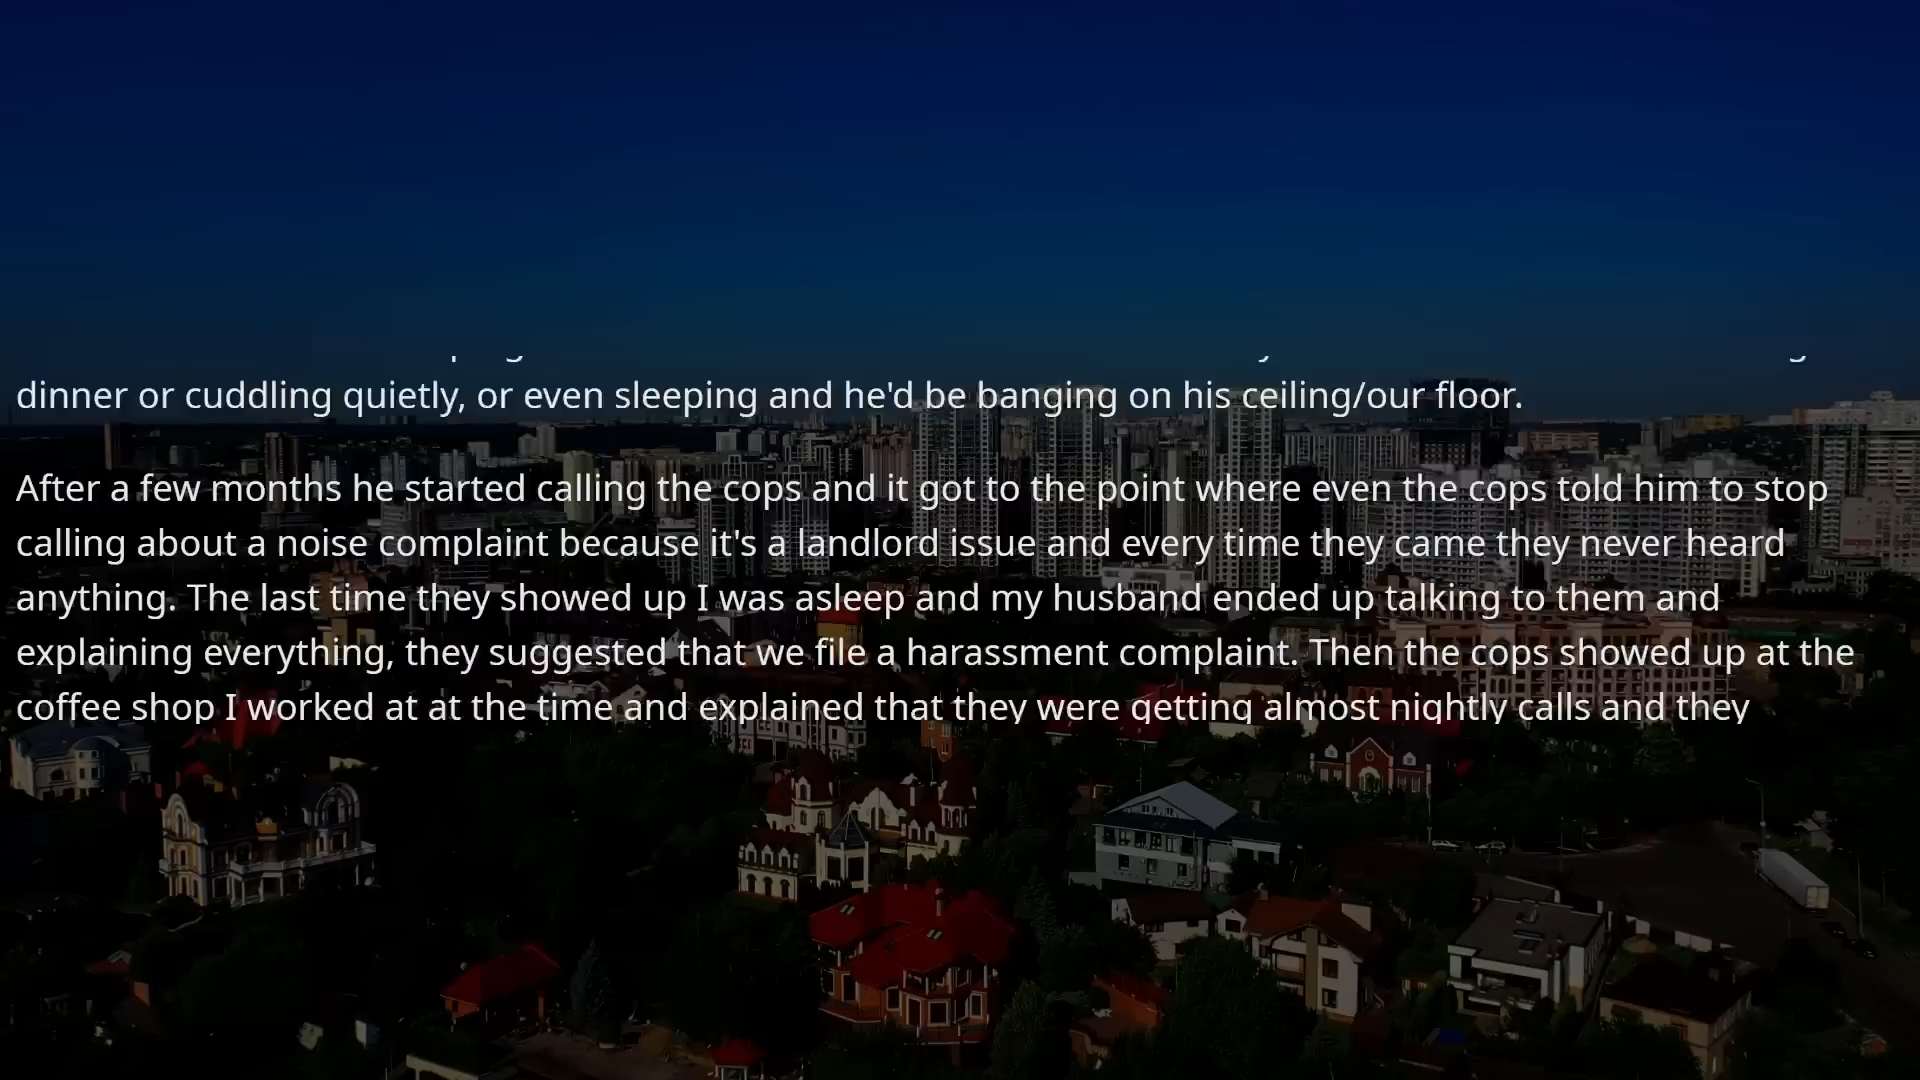 dinner or cuddling quietly, or even sleeping and he'd be banging on his ceiling/our floor.
After a few months he started calling the cops and it got to the point where even the cops told him to stop
calling about a noise complaint because it's a landlord issue and every time they came they never heard
anything. The last time they showed up I was asleep and my husband ended up talking to them and
explaining everything, they suggested that we file a harassment complaint. Then the cops showed up at the
coffee shop I worked at at the time and explained that they were getting almost nightly calls and they